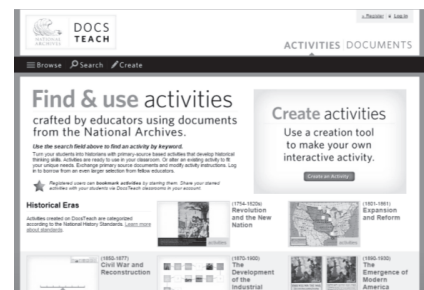 Register Log In
NATIONAL ARCHIVES
DOCS
TEACH
ACTIVITIES DOCUMENTS
Browse Search Create
Find & use activities
crafted by educators using documents
from the National Archives.
Use the search field above to find an activity by keyword.
Turn your students into historians with primary-source based activities that develop historical
thinking skills. Activities are ready to use in your classroom. Or alter an existing activity to fit
your unique needs. Exchange primary source documents and modify activity instructions. Log
in to borrow from an even larger selection from fellow educators.
Registered users can bookmark activities by starring them. Share your starred
activities with your students via DocsTeach classrooms in your account.
Create activities
Use a creation tool
to make your own
interactive activity.
Create an Activity
Historical Eras
Activities created on DocsTeach are categorized
according to the National History Standards. Learn more
about standards.
(1754-1820s)
Revolution
and the New
Nation
activities
(1801-1861)
Expansion
and Reform
activities
(1850-1877)
Civil War and
Reconstruction
(1870-1900)
The
Development
of the
Industrial
(1890-1930)
The
Emergence of
Modern
America